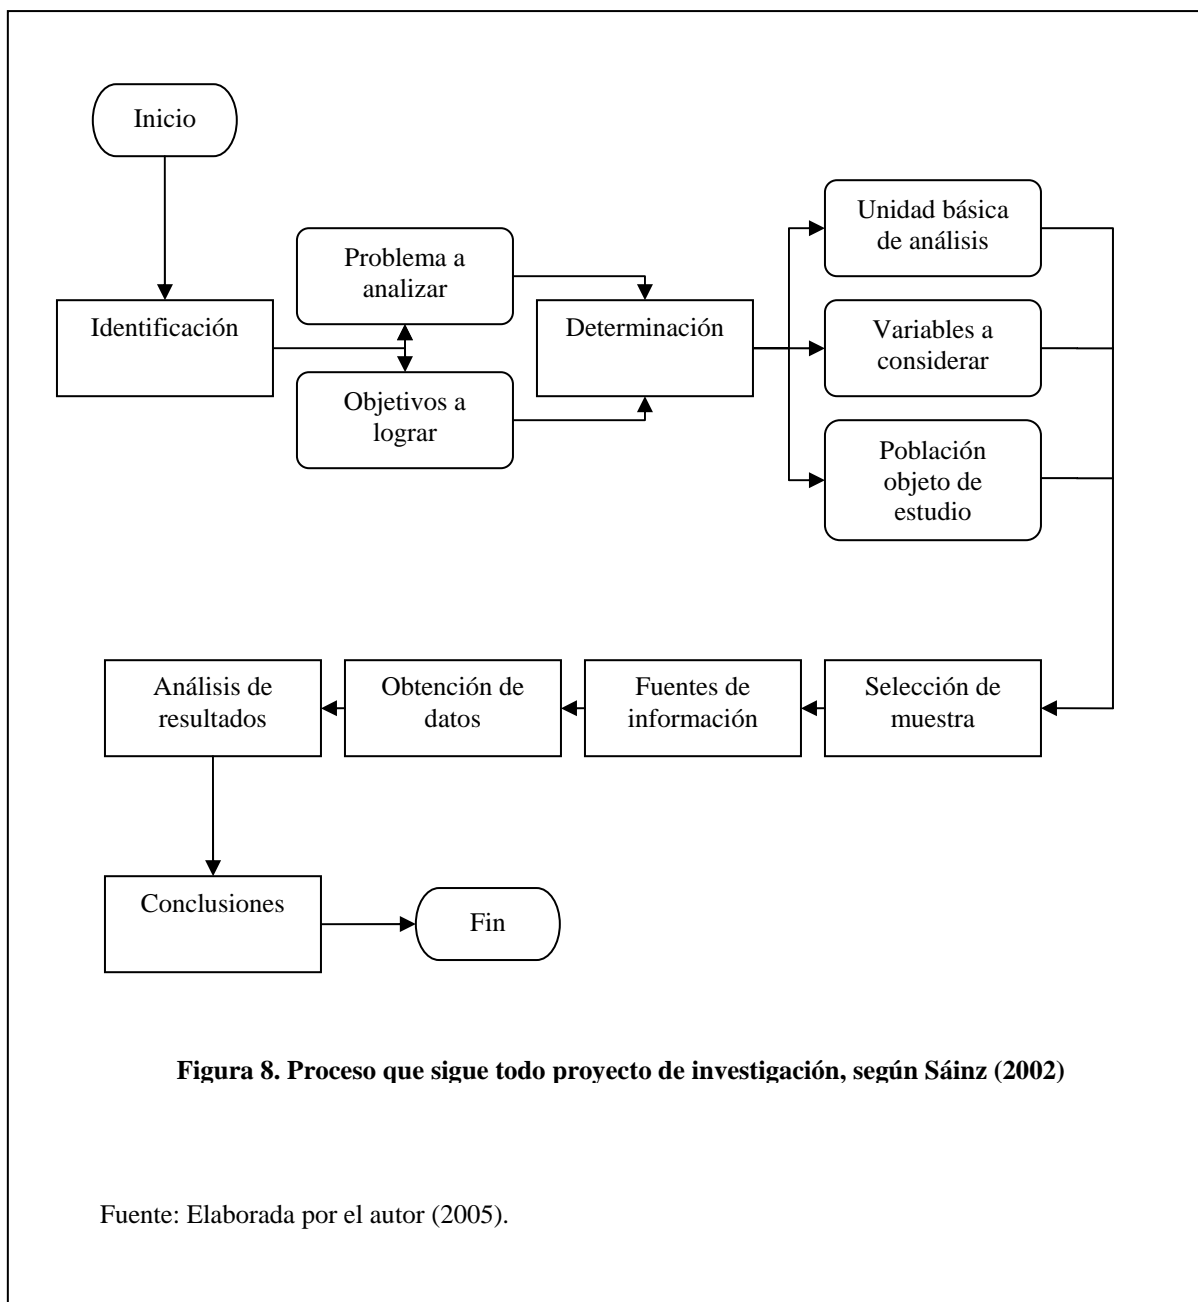 Inicio
Identificación
Problema a
analizar
Objetivos a
lograr
Determinación
Unidad básica
de análisis
Variables a
considerar
Población
objeto de
estudio
Selección de
muestra
Fuentes de
información
Obtención de
datos
Análisis de
resultados
Conclusiones
Fin
Figura 8. Proceso que sigue todo proyecto de investigación, según Sáinz (2002)
Fuente: Elaborada por el autor (2005).